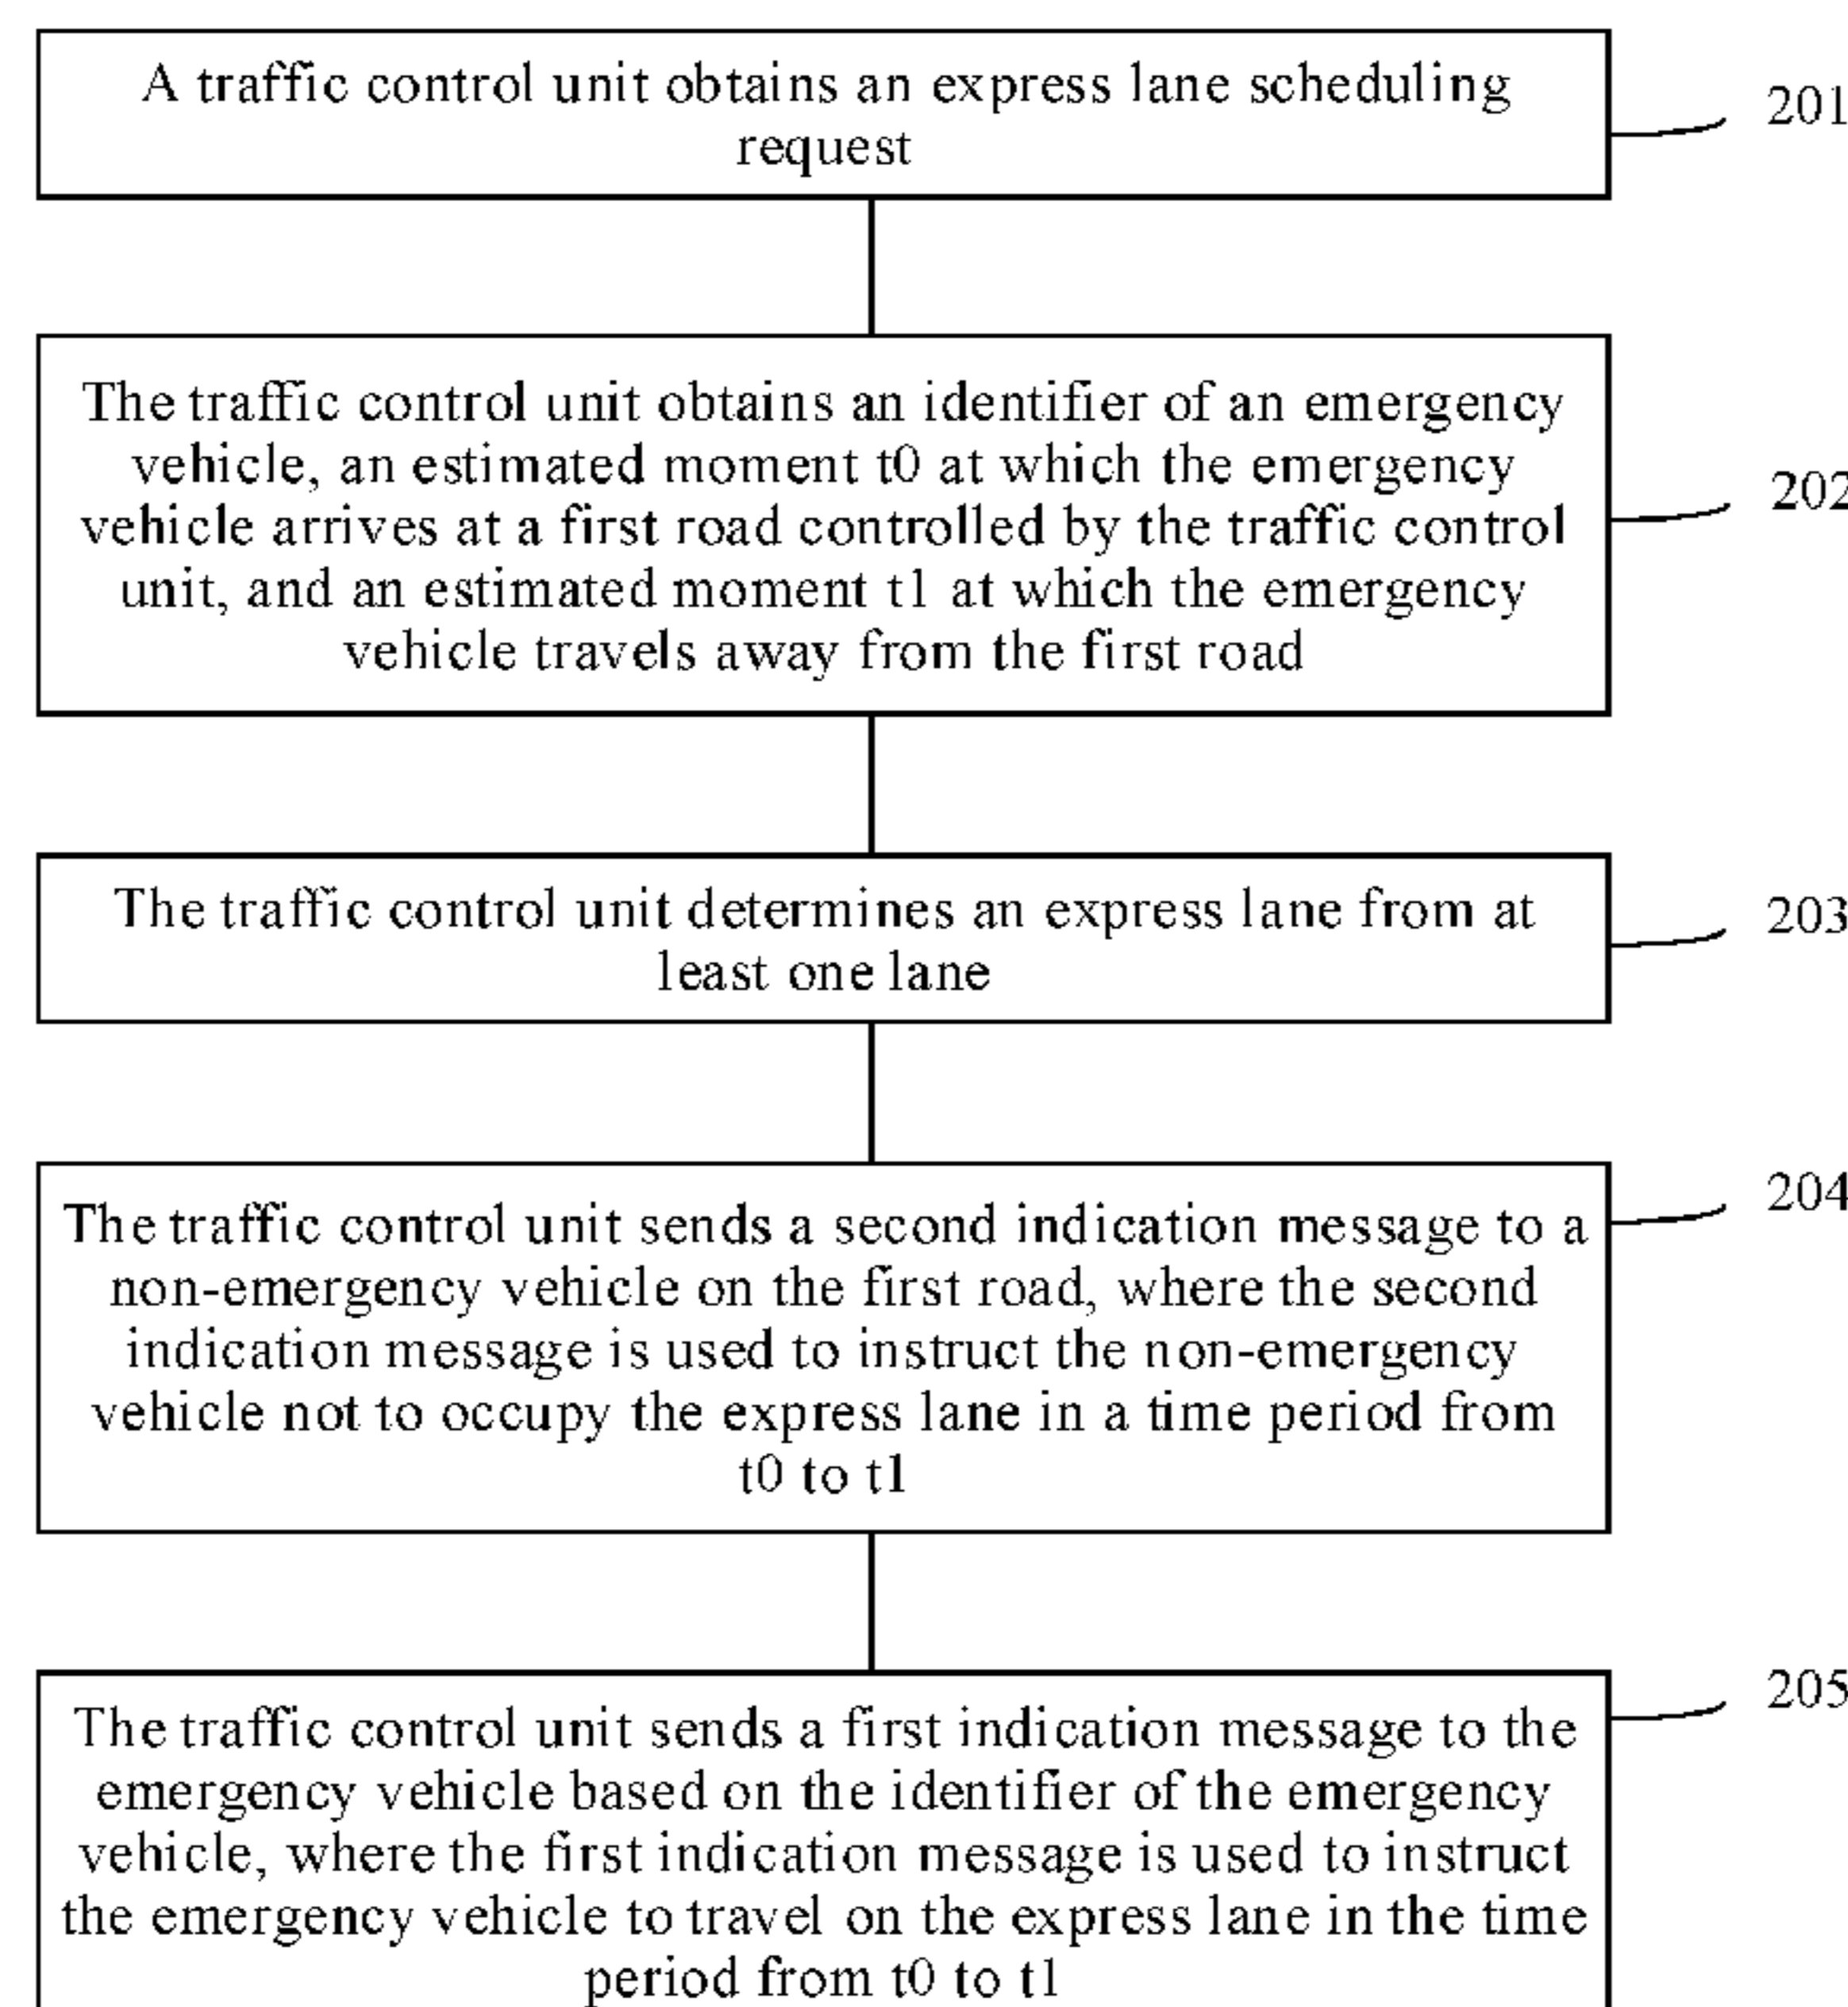 A traffic control unit obtains an express lane scheduling
request
201
The traffic control unit obtains an identifier of an emergency
vehicle, an estimated moment t0 at which the emergency
vehicle arrives at a first road controlled by the traffic control
unit, and an estimated moment t1 at which the emergency
vehicle travels away from the first road
202
The traffic control unit determines an express lane from at
least one lane
203
The traffic control unit sends a second indication message to a
non-emergency vehicle on the first road, where the second
indication message is used to instruct the non-emergency
vehicle not to occupy the express lane in a time period from
t0 to t1
204
The traffic control unit sends a first indication message to the
emergency vehicle based on the identifier of the emergency
vehicle, where the first indication message is used to instruct
the emergency vehicle to travel on the express lane in the time
period from t0 to t1
205